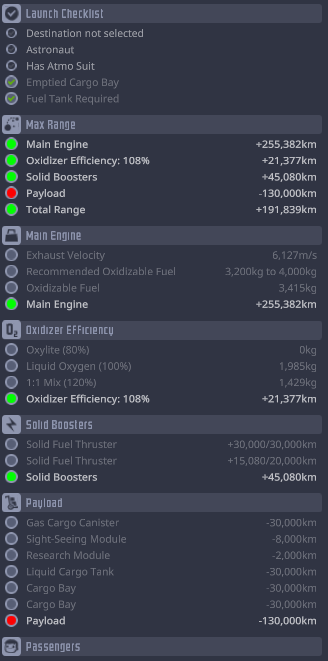 Launch Checklist
Destination not selected
Astronaut
Has Atmo Suit
Emptied Cargo Bay
Fuel Tank Required
Max Range
Main Engine +255,382km
Oxidizer Efficiency: 108% +21,377km
Solid Boosters +45,080km
Payload -130,000km
Total Range +191,839km
Main Engine
Exhaust Velocity 6,127m/s
Recommended Oxidizable Fuel 3,200kg to 4,000kg
Oxidizable Fuel 3,415kg
Main Engine +255,382km
O2 Oxidizer Efficiency
Oxylite (80%) 0kg
Liquid Oxygen (100%) 1,985kg
1:1 Mix (120%) 1,429kg
Oxidizer Efficiency: 108% +21,377km
Solid Boosters
Solid Fuel Thruster +30,000/30,000km
Solid Fuel Thruster +15,080/20,000km
Solid Boosters +45,080km
Payload
Gas Cargo Canister -30,000km
Sight-Seeing Module -8,000km
Research Module -2,000km
Liquid Cargo Tank -30,000km
Cargo Bay -30,000km
Cargo Bay -30,000km
Payload -130,000km
Passengers